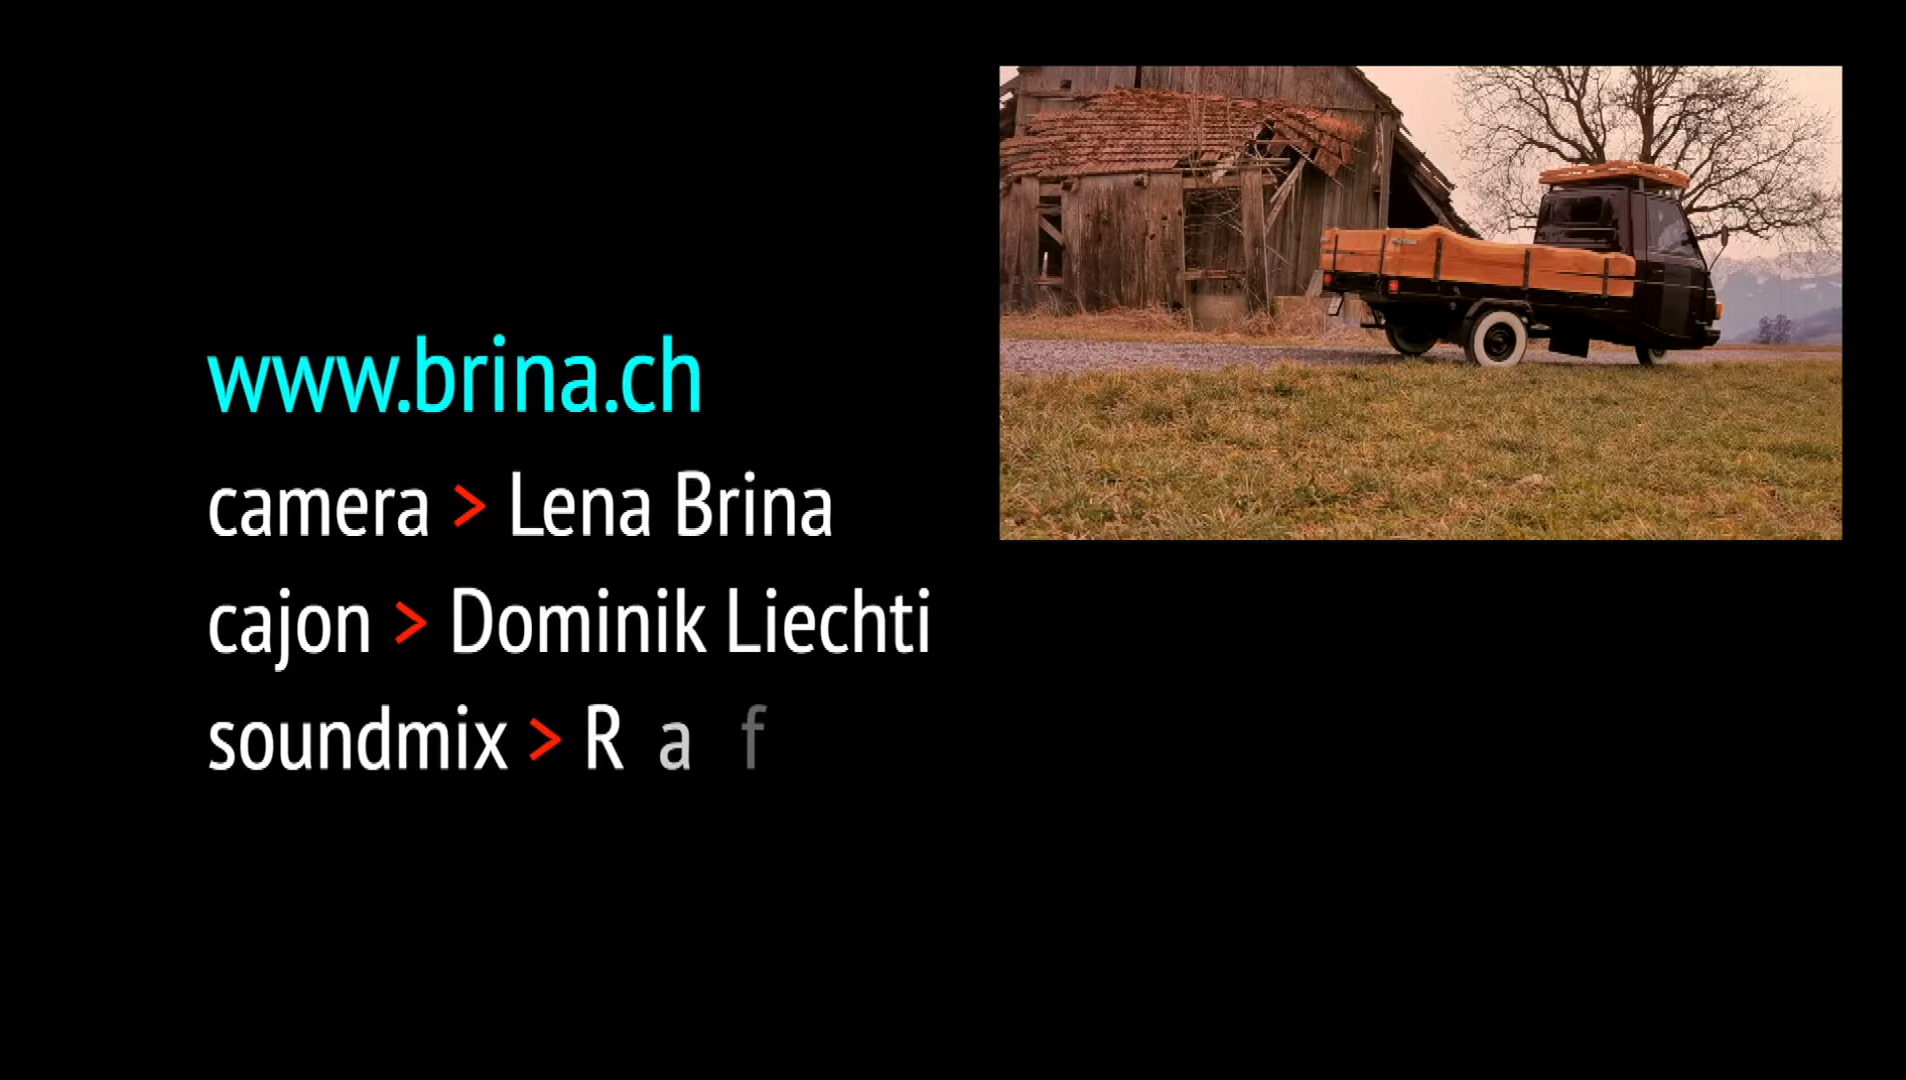 www.brina.ch
camera > Lena Brina
cajon > Dominik Liechti
soundmix > R a f